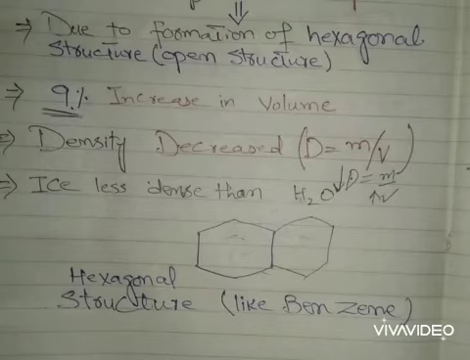 ⇒ Due to formation of hexagonal
structure (open structure)
⇒ 9% Increase in Volume
⇒ Density Decreased (D = m/v)
⇒ ICe less dense than H₂O ↓D = m/↑v
Hexagonal
structure (like Benzene)
VIVAVIDEO